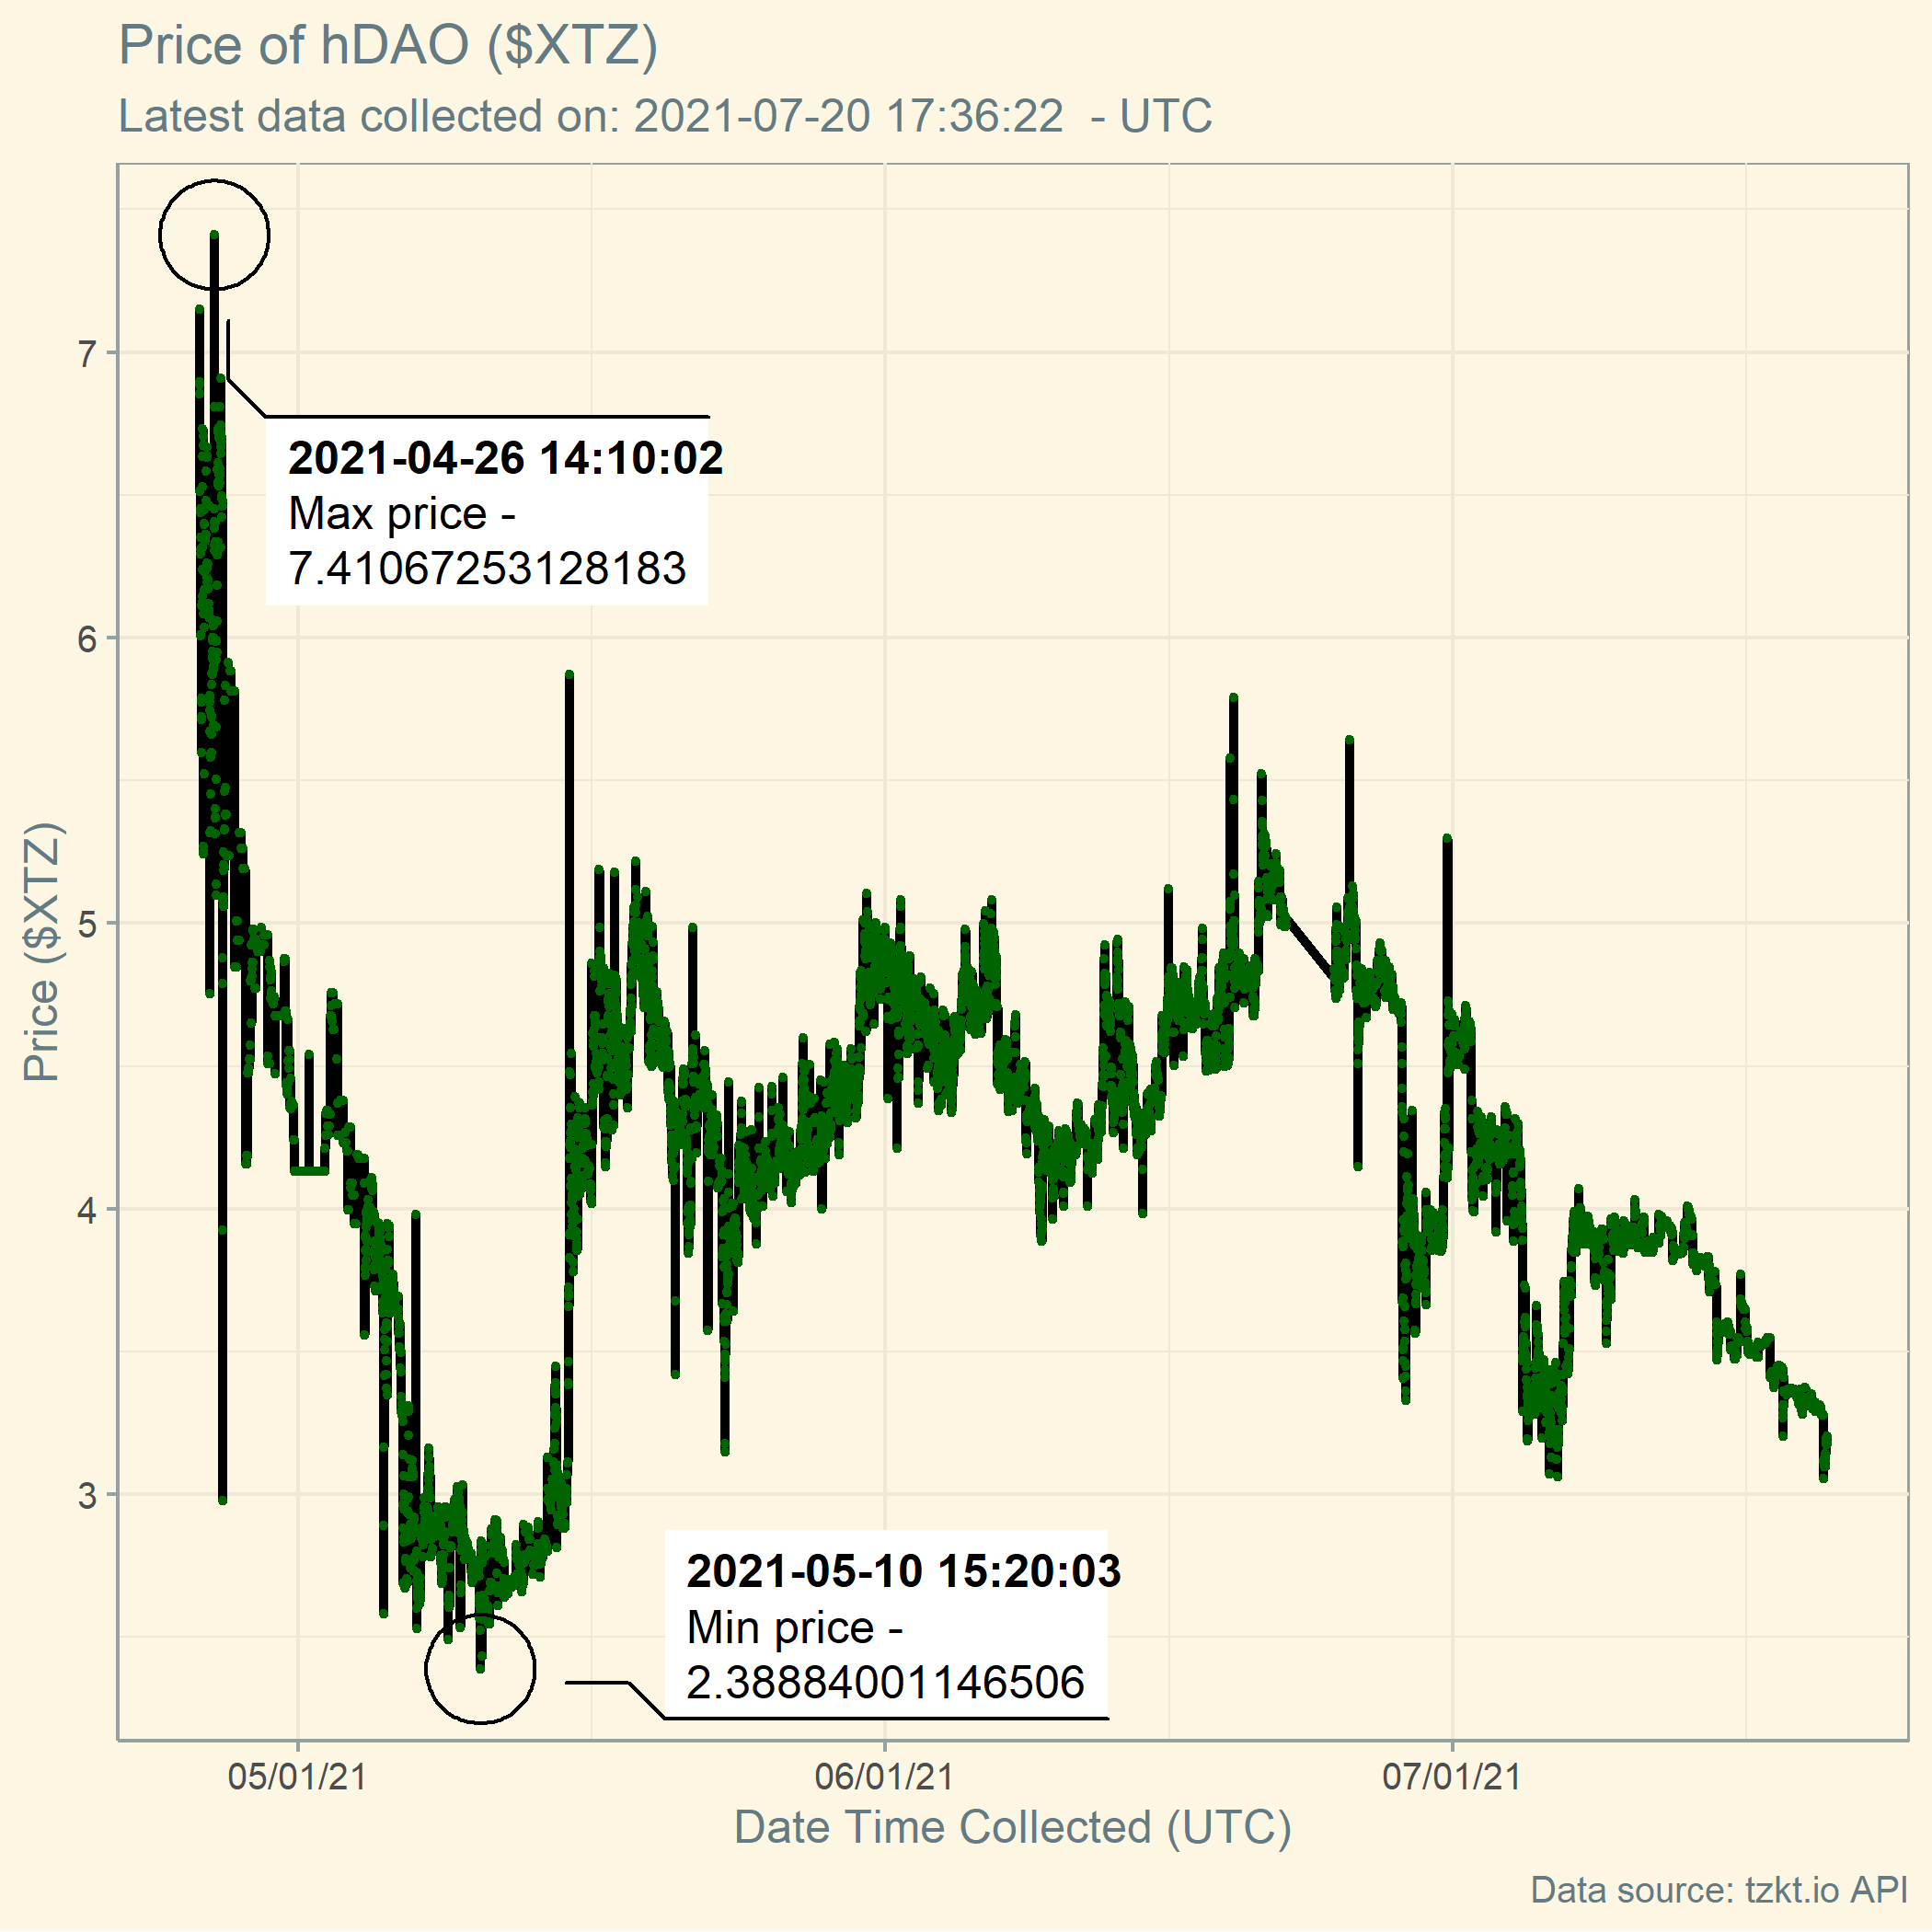 Price of hDAO ($XTZ)
Latest data collected on: 2021-07-20 17:36:22  - UTC
2021-04-26 14:10:02
Max price -
7.41067253128183
7
6
5
4
3
Price ($XTZ)
2021-05-10 15:20:03
Min price -
2.38884001146506
05/01/21
06/01/21
07/01/21
Date Time Collected (UTC)
Data source: tzkt.io API